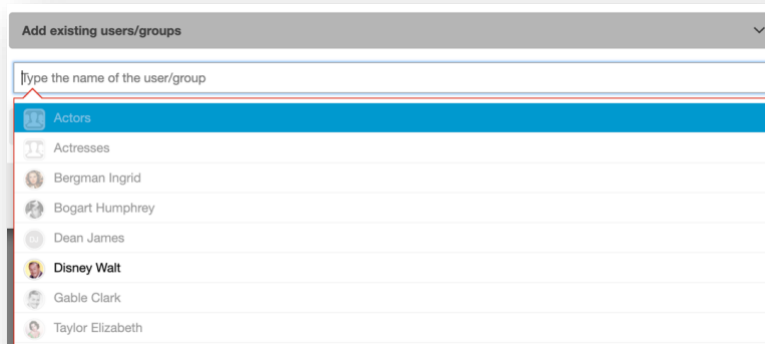 Add existing users/groups
Type the name of the user/group
Actors
Actresses
Bergman Ingrid
Bogart Humphrey
Dean James
Disney Walt
Gable Clark
Taylor Elizabeth